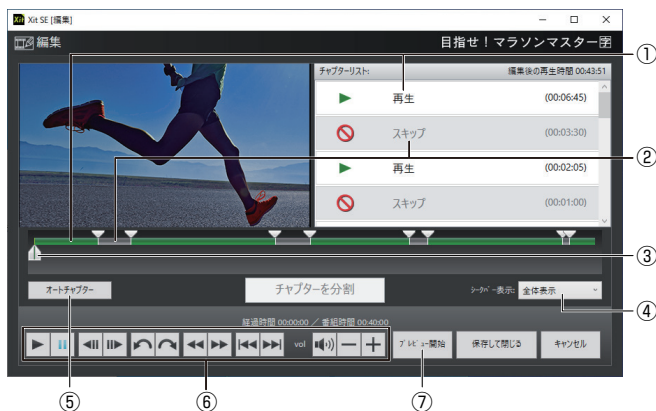 Xit Xit SE [編集]
編集
目指せ！マラソンマスター字
①
チャプターリスト:
編集後の再生時間 00:43:51
再生
(00:06:45)
スキップ
(00:03:30)
②
再生
(00:02:05)
スキップ
(00:01:00)
③
オートチャプター
チャプターを分割
シークバー表示:
全体表示
④
経過時間 00:00:00 ／ 番組時間 00:40:00
vol
プレビュー開始
保存して閉じる
キャンセル
⑤
⑥
⑦